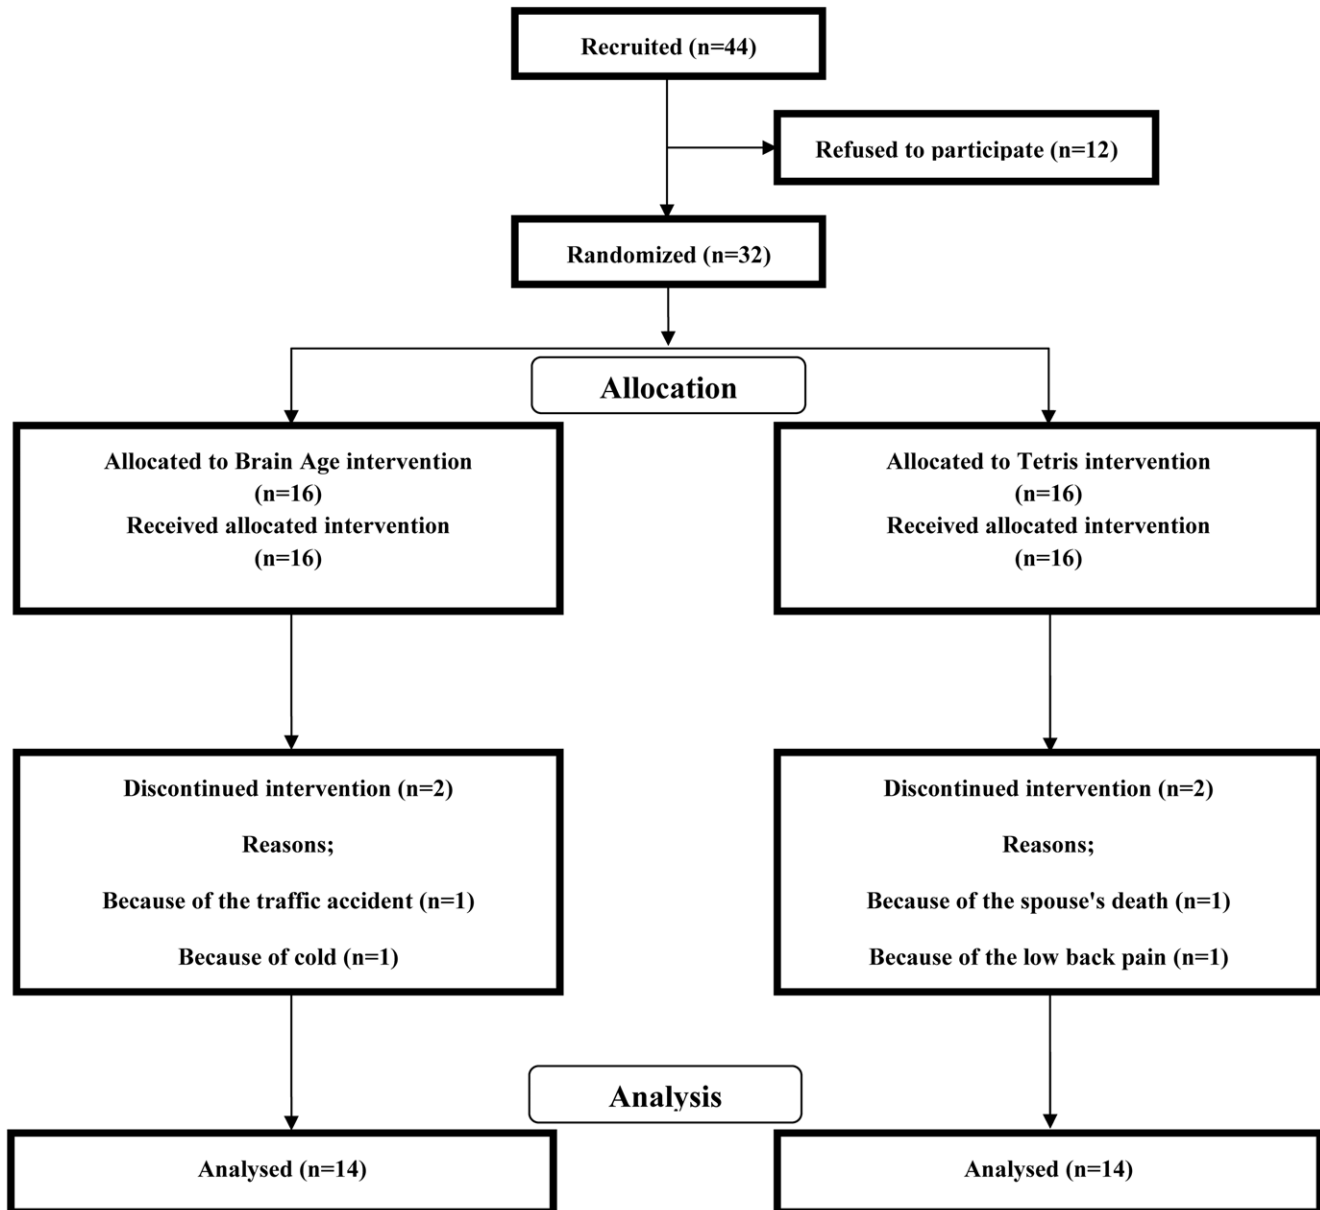 Recruited (n=44)
Refused to participate (n=12)
Randomized (n=32)
Allocation
Allocated to Brain Age intervention
(n=16)
Received allocated intervention
(n=16)
Allocated to Tetris intervention
(n=16)
Received allocated intervention
(n=16)
Discontinued intervention (n=2)
Reasons;
Because of the traffic accident (n=1)
Because of cold (n=1)
Discontinued intervention (n=2)
Reasons;
Because of the spouse's death (n=1)
Because of the low back pain (n=1)
Analysis
Analysed (n=14)
Analysed (n=14)